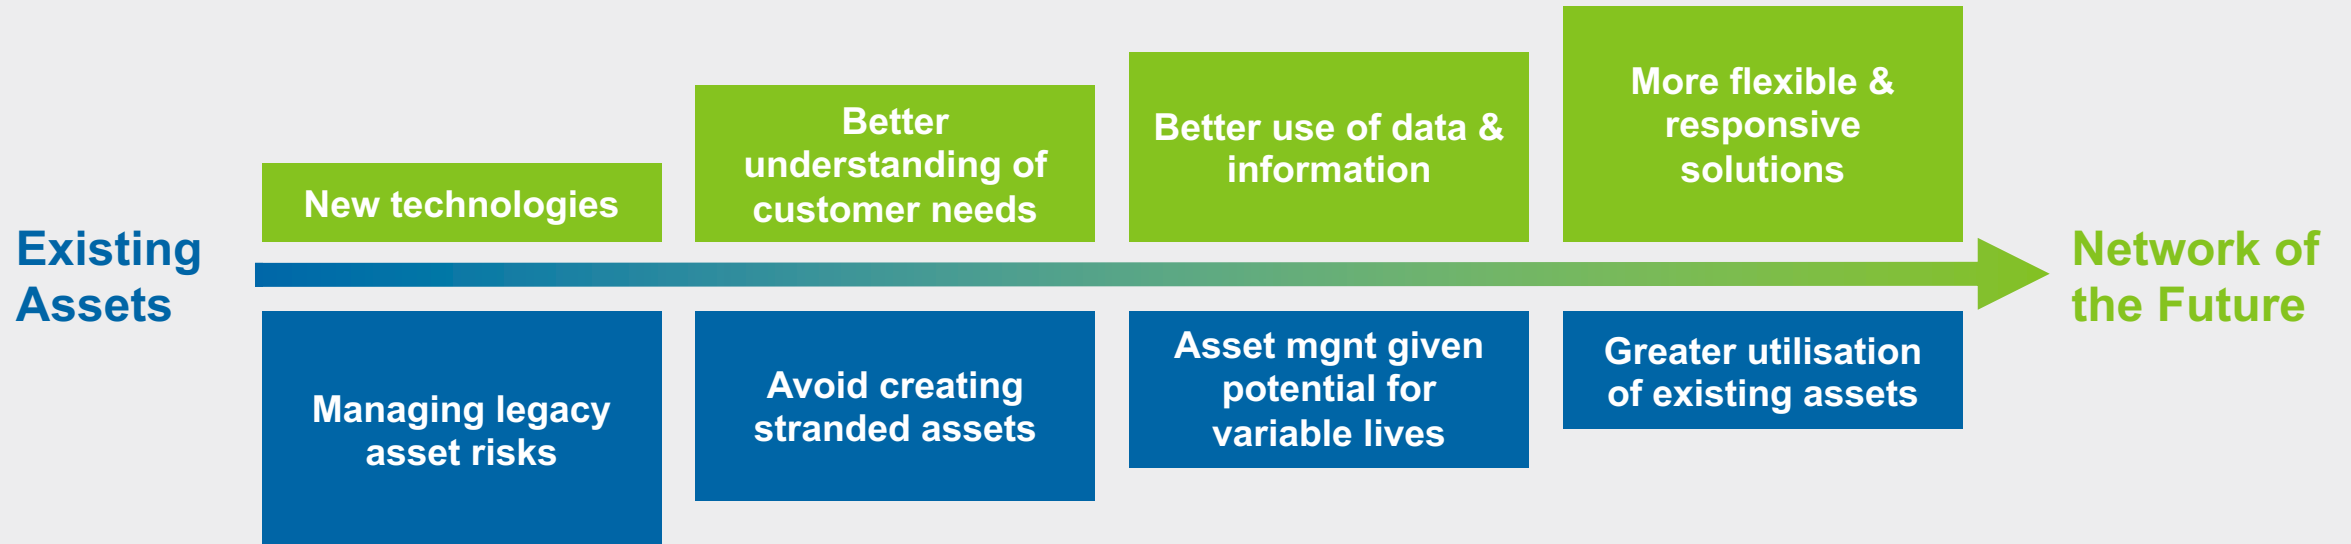 Existing
Assets
New technologies
Better
understanding of
customer needs
Better use of data &
information
More flexible &
responsive
solutions
Managing legacy
asset risks
Avoid creating
stranded assets
Asset mgnt given
potential for
variable lives
Greater utilisation
of existing assets
Network of
the Future